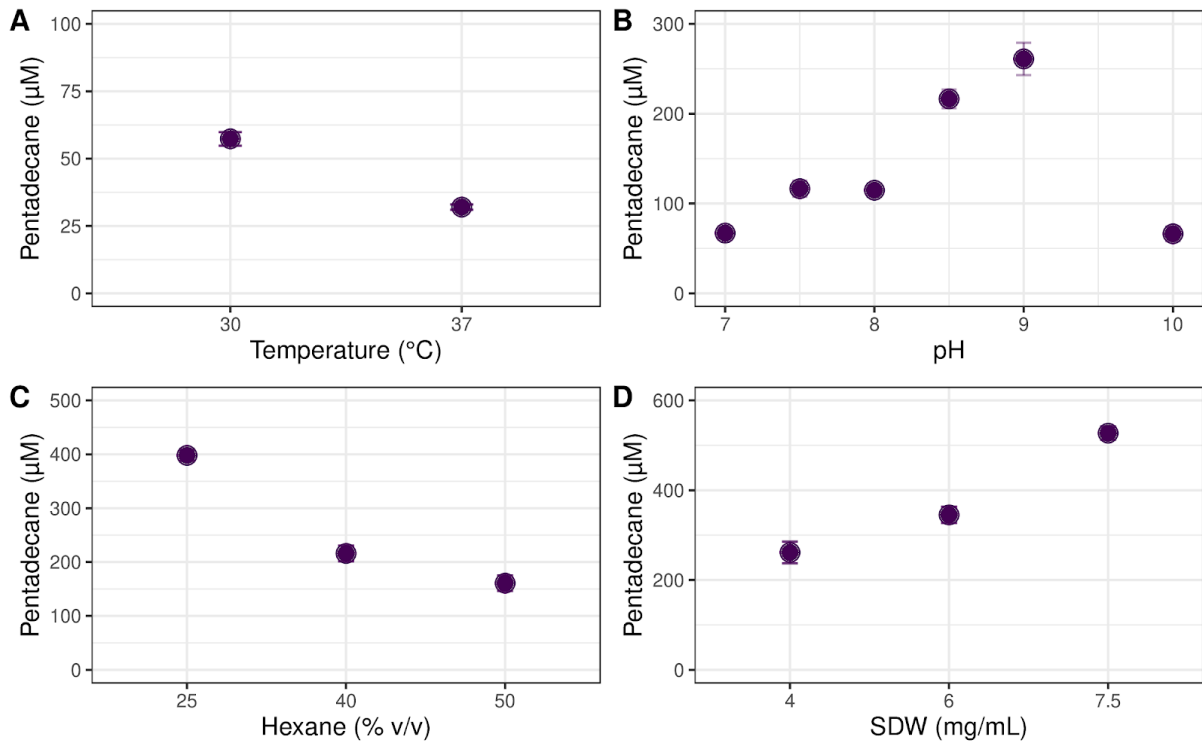 A
Pentadecane (µM)
100
75
50
25
0
30
37
Temperature (°C)
B
Pentadecane (µM)
300
200
100
0
7
8
9
10
pH
C
Pentadecane (µM)
500
400
300
200
100
0
25
40
50
Hexane (% v/v)
D
Pentadecane (µM)
600
400
200
0
4
6
7.5
SDW (mg/mL)